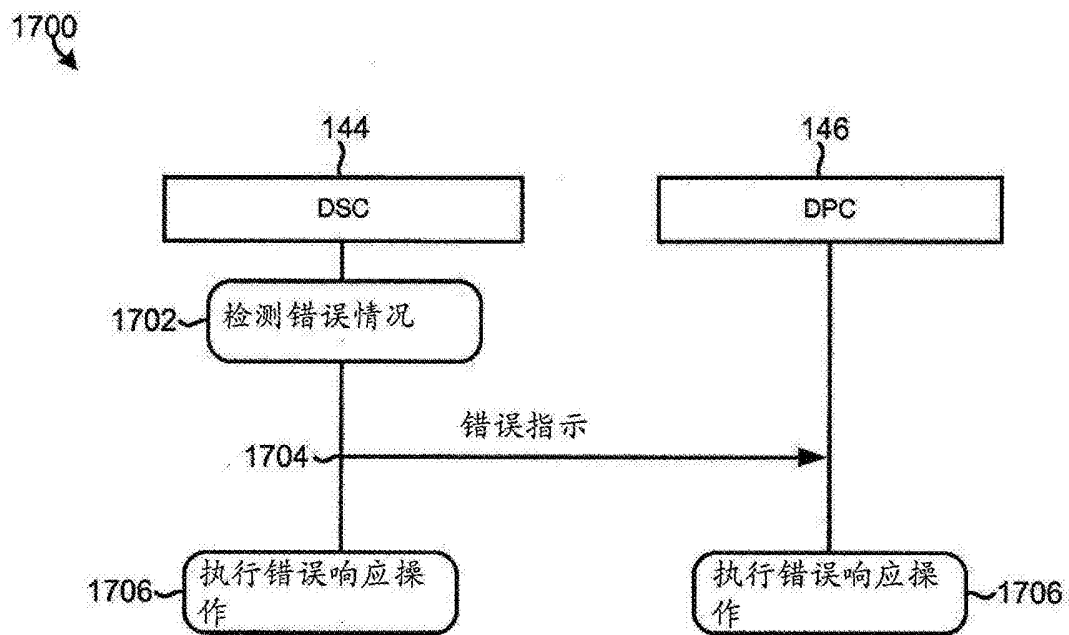 1700
144
146
DSC
DPC
1702
检测错误情况
错误指示
1704
1706
执行错误响应操
作
执行错误响应操
作
1706